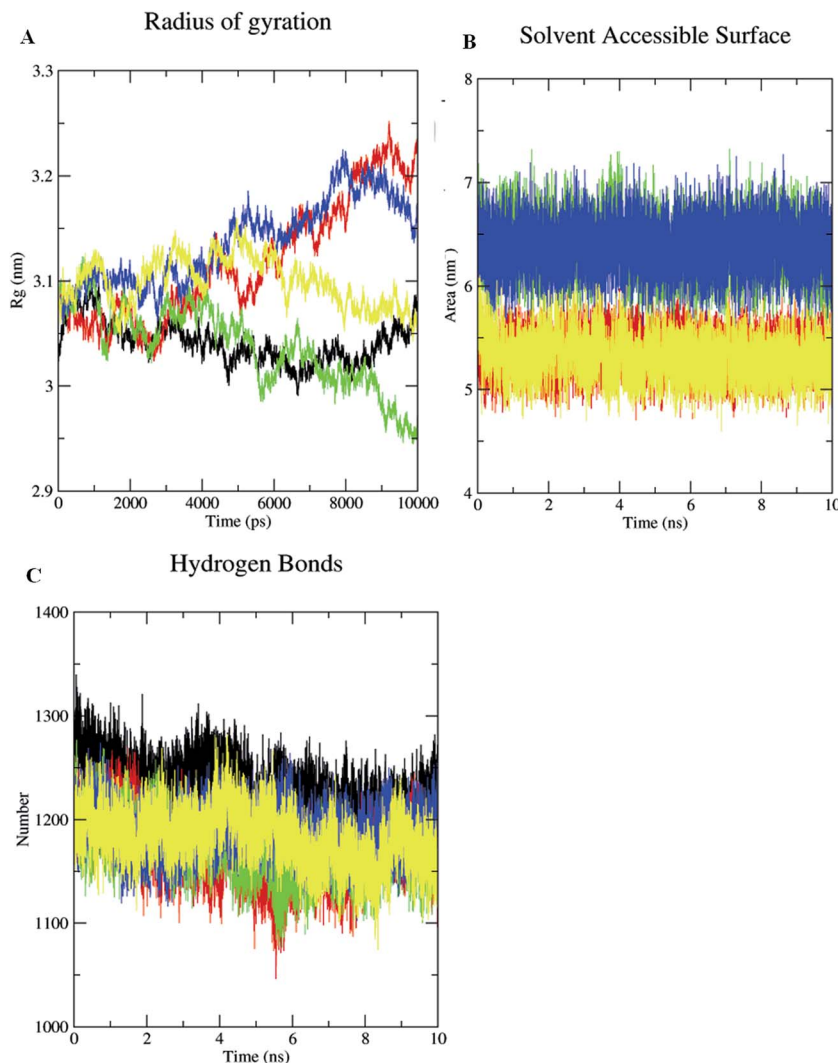 A
Radius of gyration
3.3
3.2
3.1
3
2.9
Rg (nm)
0 2000 4000 6000 8000 10000
Time (ps)
B
Solvent Accessible Surface
8
7
6
5
4
Area (nm
0 2 4 6 8 10
Time (ns)
C
Hydrogen Bonds
1400
1300
1200
1100
1000
Number
0 2 4 6 8 10
Time (ns)